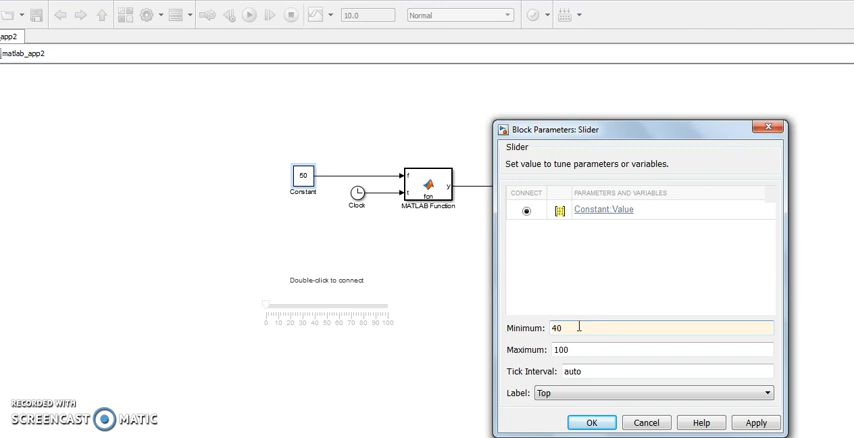 10.0
Normal
app2
matlab_app2
50
Constant
Clock
f
t
y
fcn
MATLAB Function
Double-click to connect
0 10 20 30 40 50 60 70 80 90 100
Block Parameters: Slider
Slider
Set value to tune parameters or variables.
CONNECT
PARAMETERS AND VARIABLES
Constant:Value
Minimum: 40
Maximum: 100
Tick Interval: auto
Label: Top
OK
Cancel
Help
Apply
RECORDED WITH
SCREENCAST MATIC